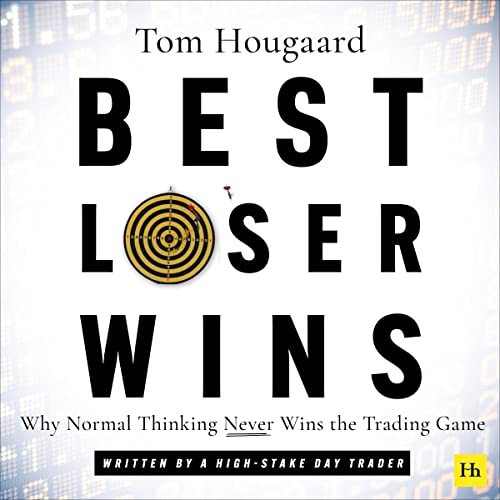 Tom Hougaard
BEST
LOSER
WINS
Why Normal Thinking Never Wins the Trading Game
WRITTEN BY A HIGH-STAKE DAY TRADER
Hh